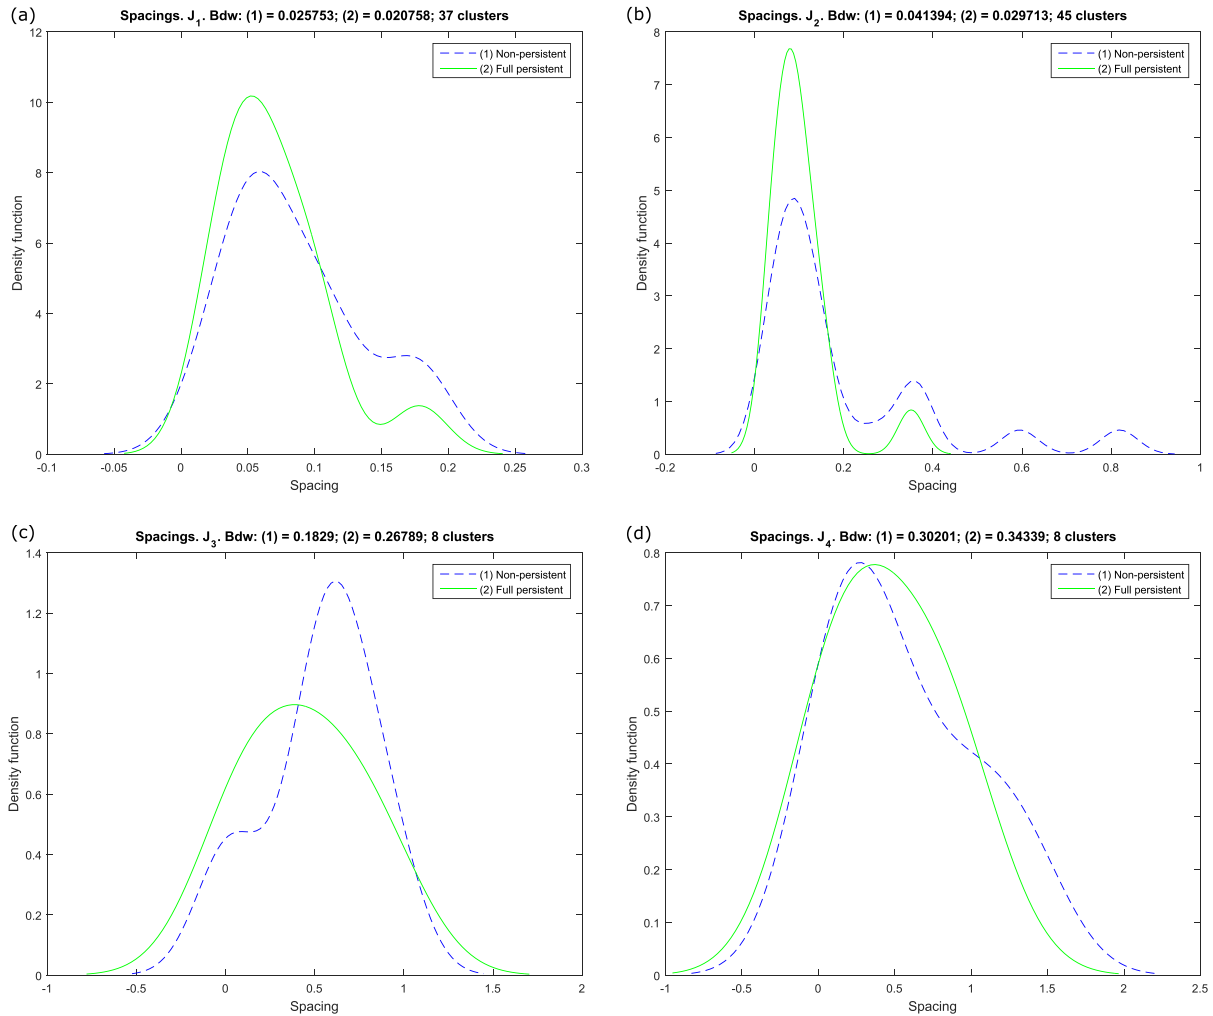 (a)
Spacings. J1. Bdw: (1) = 0.025753; (2) = 0.020758; 37 clusters
12
10
8
6
4
2
0
Density function
(1) Non-persistent
(2) Full persistent
-0.1 -0.05 0 0.05 0.1 0.15 0.2 0.25 0.3
Spacing
(b)
Spacings. J2. Bdw: (1) = 0.041394; (2) = 0.029713; 45 clusters
8
7
6
5
4
3
2
1
0
Density function
(1) Non-persistent
(2) Full persistent
-0.2 0 0.2 0.4 0.6 0.8 1
Spacing
(c)
Spacings. J3. Bdw: (1) = 0.1829; (2) = 0.26789; 8 clusters
1.4
1.2
1
0.8
0.6
0.4
0.2
0
Density function
(1) Non-persistent
(2) Full persistent
-1 -0.5 0 0.5 1 1.5 2
Spacing
(d)
Spacings. J4. Bdw: (1) = 0.30201; (2) = 0.34339; 8 clusters
0.8
0.7
0.6
0.5
0.4
0.3
0.2
0.1
0
Density function
(1) Non-persistent
(2) Full persistent
-1 -0.5 0 0.5 1 1.5 2 2.5
Spacing